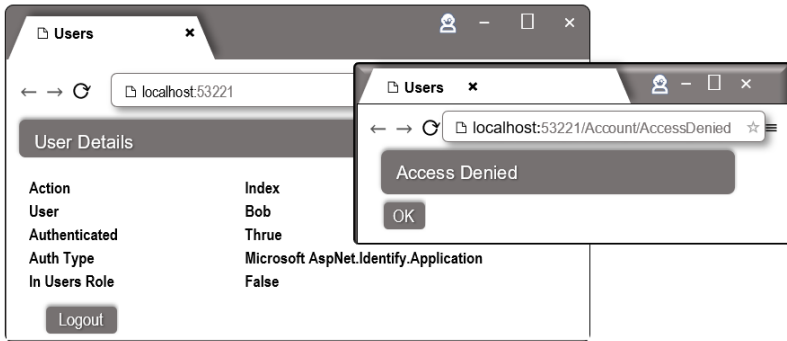 Users
localhost:53221
User Details
Action Index
User Bob
Authenticated Thrue
Auth Type Microsoft AspNet.Identify.Application
In Users Role False
Logout
Users
localhost:53221/Account/AccessDenied
Access Denied
OK